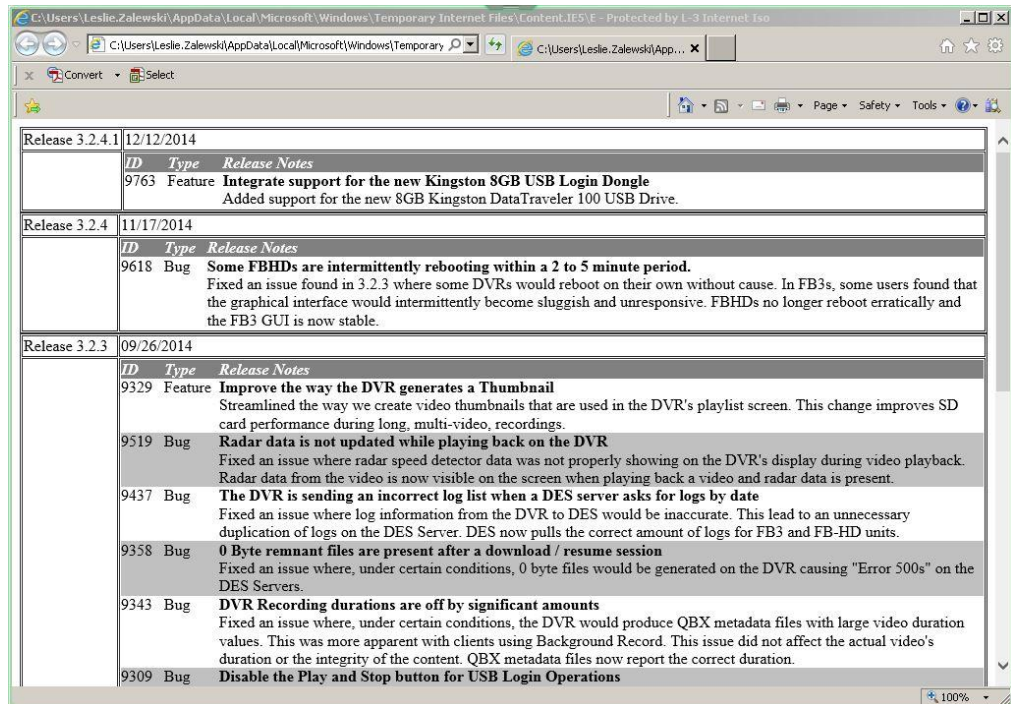 C:\Users\Leslie.Zalewski\AppData\Local\Microsoft\Windows\Temporary Internet Files\Content.IE5\E - Protected by L-3 Internet Iso
C:\Users\Leslie.Zalewski\AppData\Local\Microsoft\Windows\Temporary
C:\Users\Leslie.Zalewski\App... X
x Convert Select
Page Safety Tools
Release 3.2.4.1 12/12/2014
ID Type Release Notes
9763 Feature Integrate support for the new Kingston 8GB USB Login Dongle
Added support for the new 8GB Kingston DataTraveler 100 USB Drive.
Release 3.2.4 11/17/2014
ID Type Release Notes
9618 Bug Some FBHDs are intermittently rebooting within a 2 to 5 minute period.
Fixed an issue found in 3.2.3 where some DVRs would reboot on their own without cause. In FB3s, some users found that
the graphical interface would intermittently become sluggish and unresponsive. FBHDs no longer reboot erratically and
the FB3 GUI is now stable.
Release 3.2.3 09/26/2014
ID Type Release Notes
9329 Feature Improve the way the DVR generates a Thumbnail
Streamlined the way we create video thumbnails that are used in the DVR's playlist screen. This change improves SD
card performance during long, multi-video, recordings.
9519 Bug Radar data is not updated while playing back on the DVR
Fixed an issue where radar speed detector data was not properly showing on the DVR's display during video playback.
Radar data from the video is now visible on the screen when playing back a video and radar data is present.
9437 Bug The DVR is sending an incorrect log list when a DES server asks for logs by date
Fixed an issue where log information from the DVR to DES would be inaccurate. This lead to an unnecessary
duplication of logs on the DES Server. DES now pulls the correct amount of logs for FB3 and FB-HD units.
9358 Bug 0 Byte remnant files are present after a download / resume session
Fixed an issue where, under certain conditions, 0 byte files would be generated on the DVR causing "Error 500s" on the
DES Servers.
9343 Bug DVR Recording durations are off by significant amounts
Fixed an issue where, under certain conditions, the DVR would produce QBX metadata files with large video duration
values. This was more apparent with clients using Background Record. This issue did not affect the actual video's
duration or the integrity of the content. QBX metadata files now report the correct duration.
9309 Bug Disable the Play and Stop button for USB Login Operations
100%